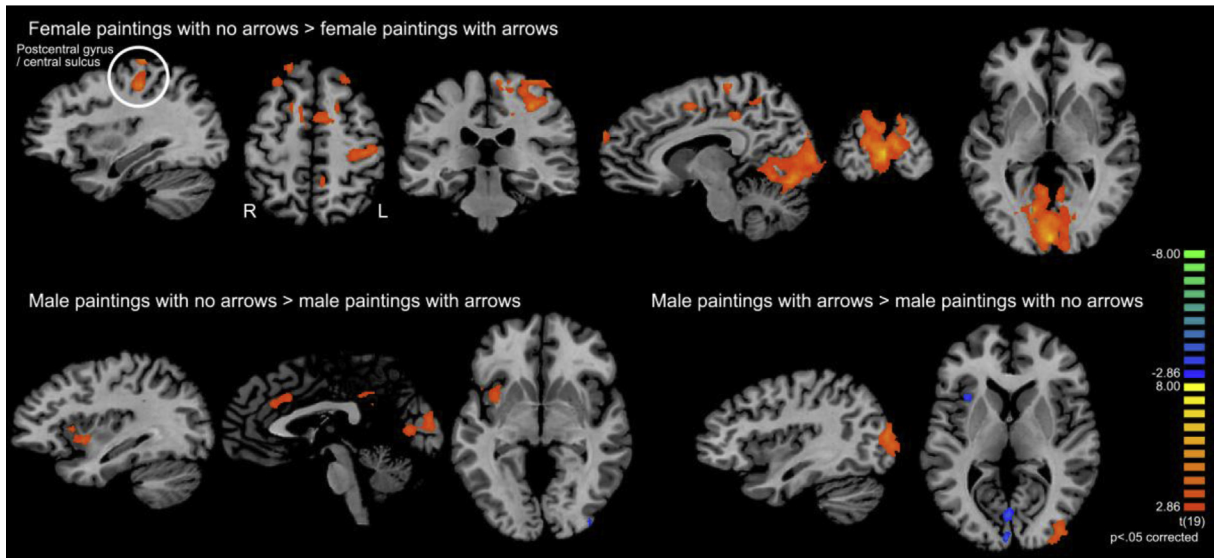 Female paintings with no arrows > female paintings with arrows
Postcentral gyrus
/ central sulcus
R
L
Male paintings with no arrows > male paintings with arrows
Male paintings with arrows > male paintings with no arrows
-8.00
-2.86
8.00
2.86
t(19)
p<.05 corrected